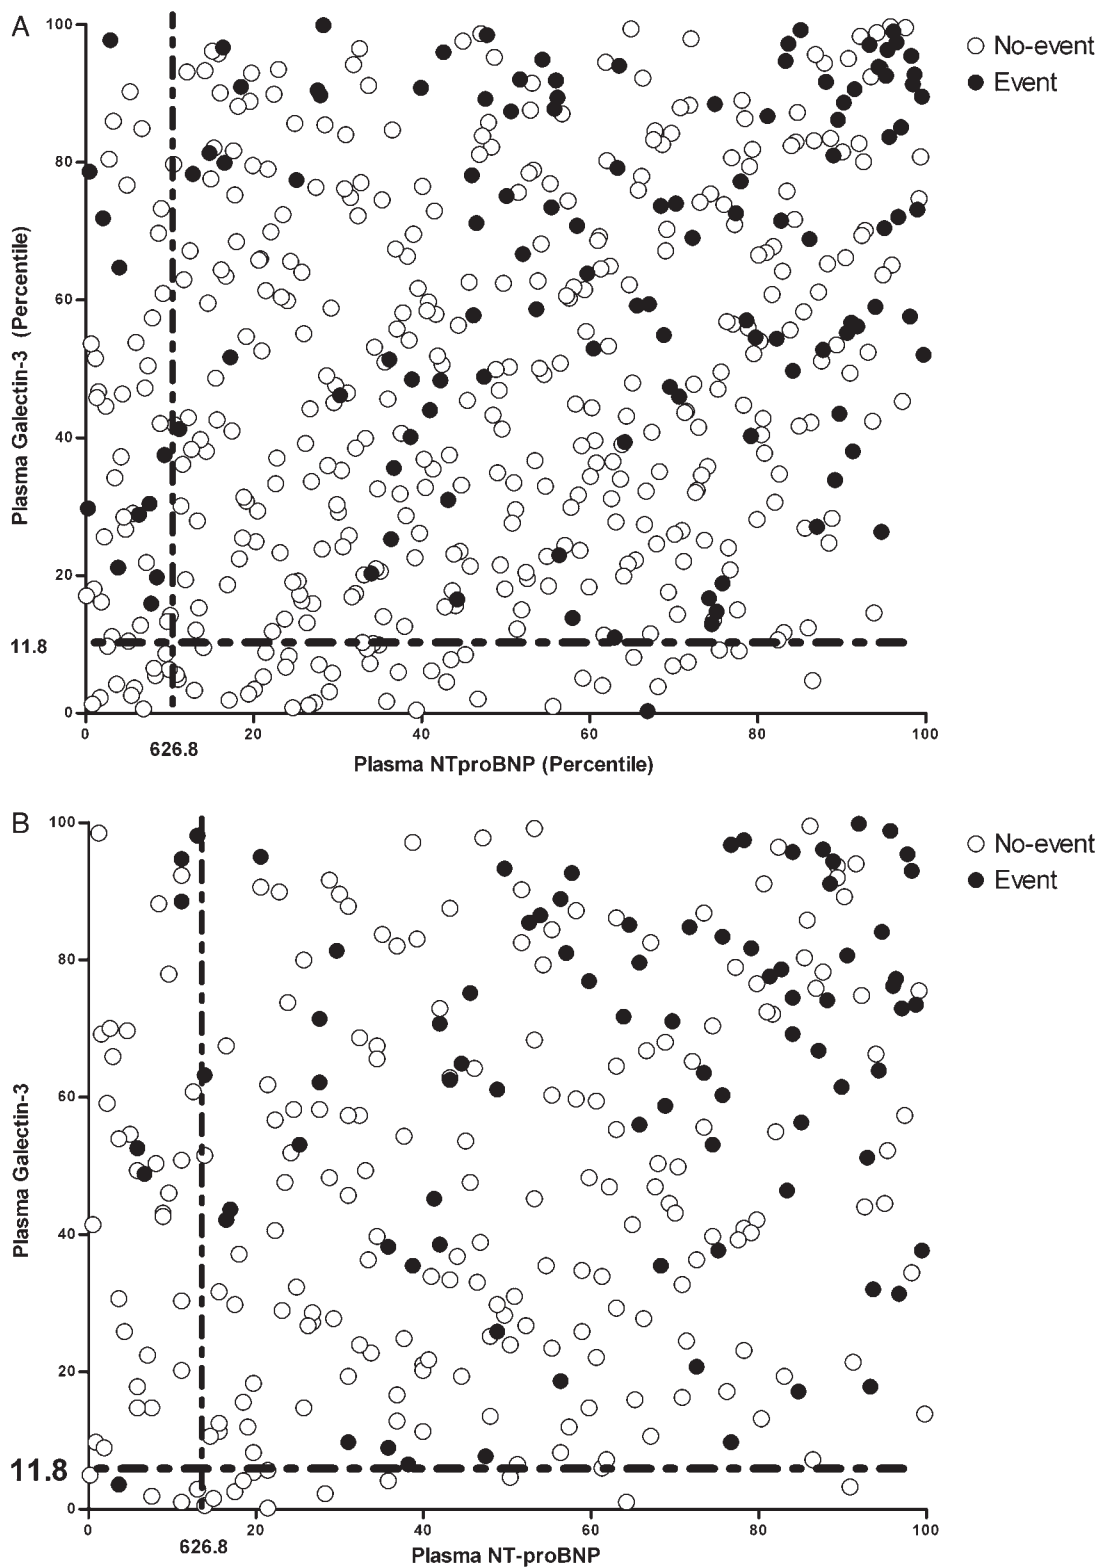 A
100
80
60
40
20
11.8
0
Plasma Galectin-3 (Percentile)
No-event
Event
0 20 40 60 80 100
626.8
Plasma NTproBNP (Percentile)
B
100
80
60
40
20
11.8
0
Plasma Galectin-3
No-event
Event
0 20 40 60 80 100
626.8
Plasma NT-proBNP